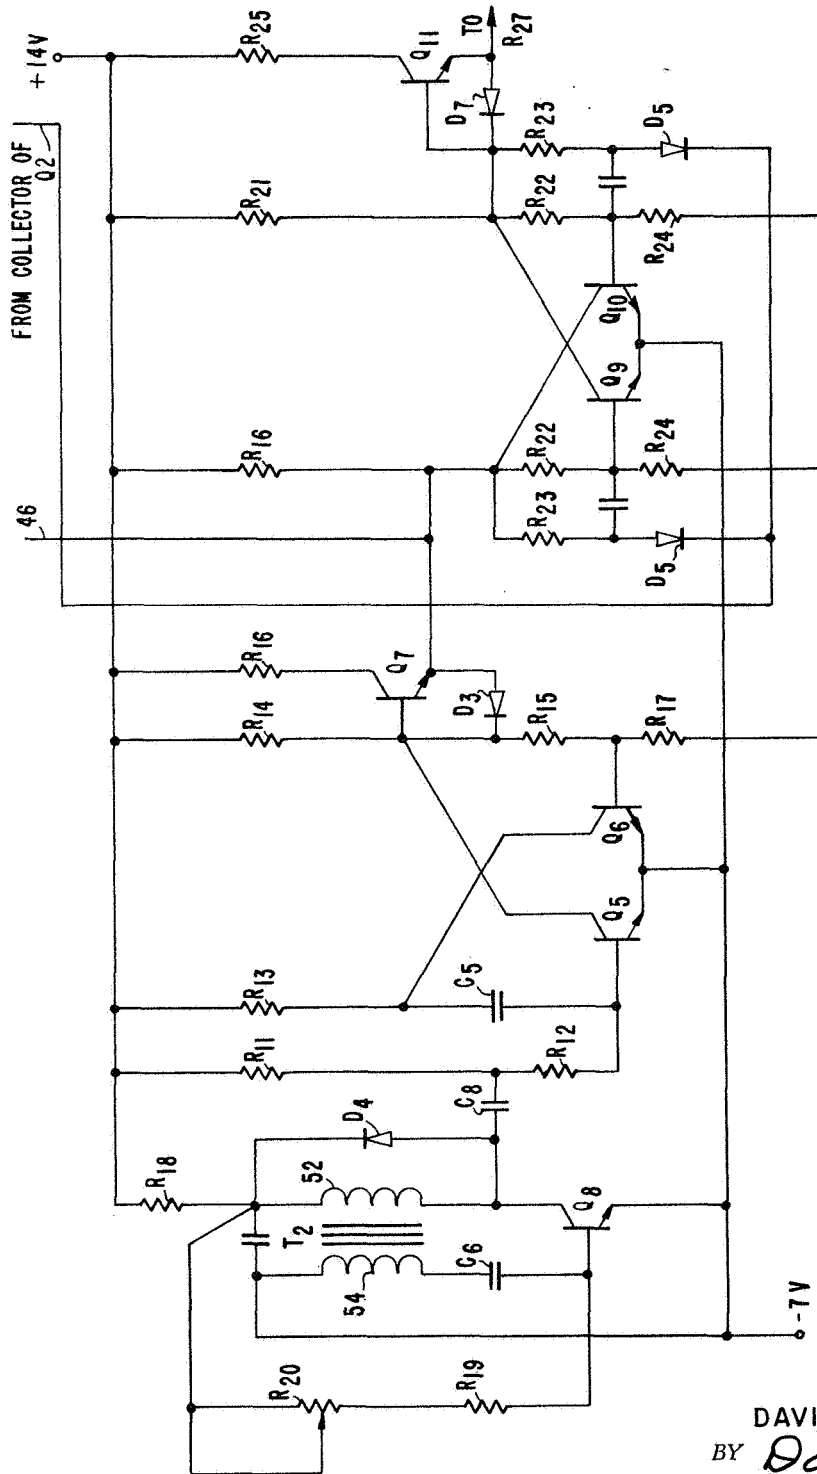 FROM COLLECTOR OF
Q2
+14V
46
TO
R27
R25
Q11
D7
R21
R23
R22
D5
R24
Q10
Q9
R16
R22
R23
R24
D5
R16
R14
Q7
D3
R15
R17
Q6
Q5
R13
C5
R11
R12
C8
D4
R18
52
T2
54
C6
Q8
R20
R19
-7V
DAVI
BY